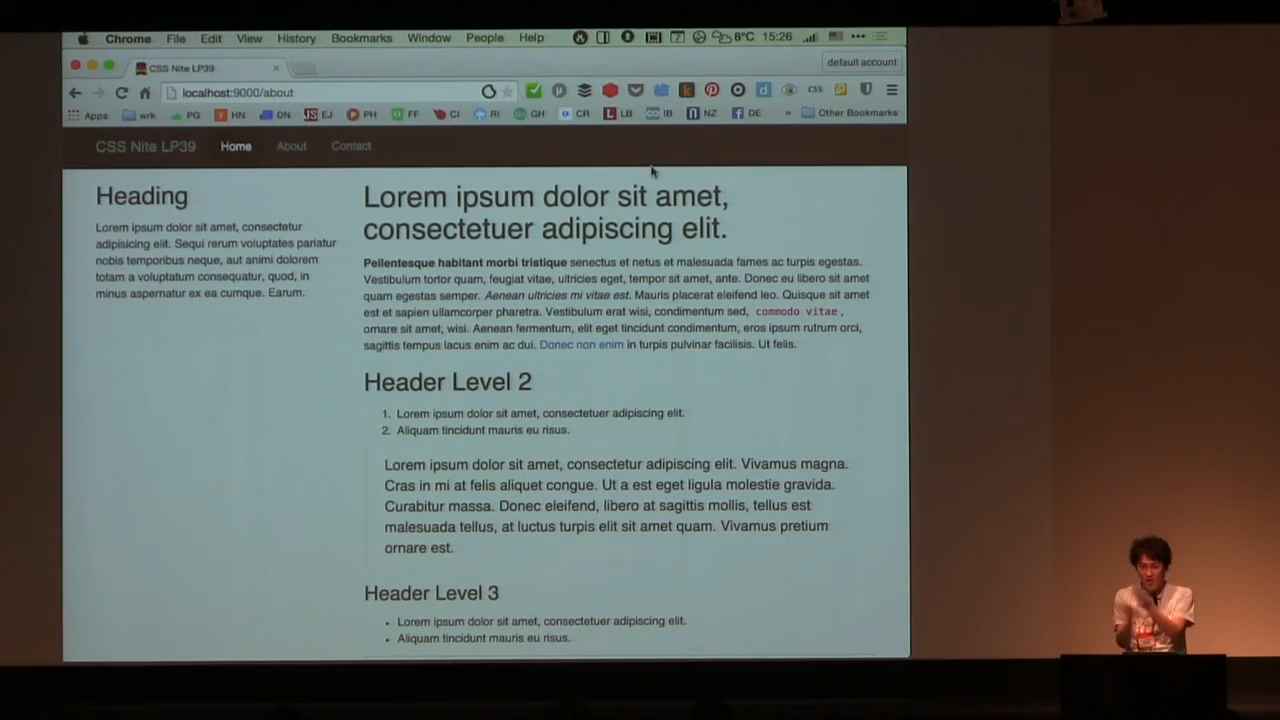 Chrome File Edit View History Bookmarks Window People Help 8°C 15:26
CSS Nite LP39 × default account
localhost:9000/about css
Apps wrk PG HN DN EJ PH FF CI RI GH CR LB IB NZ DE » Other Bookmarks
CSS Nite LP39 Home About Contact
Heading
Lorem ipsum dolor sit amet, consectetur
adipisicing elit. Sequi rerum voluptates pariatur
nobis temporibus neque, aut animi dolorem
totam a voluptatum consequatur, quod, in
minus aspernatur ex ea cumque. Earum.
Lorem ipsum dolor sit amet,
consectetuer adipiscing elit.
Pellentesque habitant morbi tristique senectus et netus et malesuada fames ac turpis egestas.
Vestibulum tortor quam, feugiat vitae, ultricies eget, tempor sit amet, ante. Donec eu libero sit amet
quam egestas semper. Aenean ultricies mi vitae est. Mauris placerat eleifend leo. Quisque sit amet
est et sapien ullamcorper pharetra. Vestibulum erat wisi, condimentum sed, commodo vitae,
ornare sit amet, wisi. Aenean fermentum, elit eget tincidunt condimentum, eros ipsum rutrum orci,
sagittis tempus lacus enim ac dui. Donec non enim in turpis pulvinar facilisis. Ut felis.
Header Level 2
1. Lorem ipsum dolor sit amet, consectetuer adipiscing elit.
2. Aliquam tincidunt mauris eu risus.
Lorem ipsum dolor sit amet, consectetur adipiscing elit. Vivamus magna.
Cras in mi at felis aliquet congue. Ut a est eget ligula molestie gravida.
Curabitur massa. Donec eleifend, libero at sagittis mollis, tellus est
malesuada tellus, at luctus turpis elit sit amet quam. Vivamus pretium
ornare est.
Header Level 3
• Lorem ipsum dolor sit amet, consectetuer adipiscing elit.
• Aliquam tincidunt mauris eu risus.